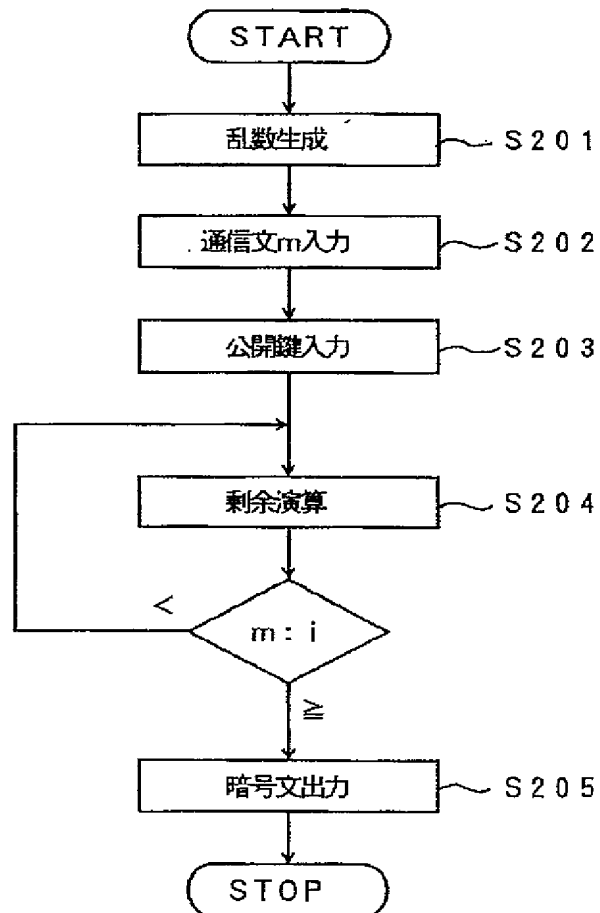 START
乱数生成 S201
通信文m入力 S202
公開鍵入力 S203
剰余演算 S204
<
m : i
≧
暗号文出力 S205
STOP